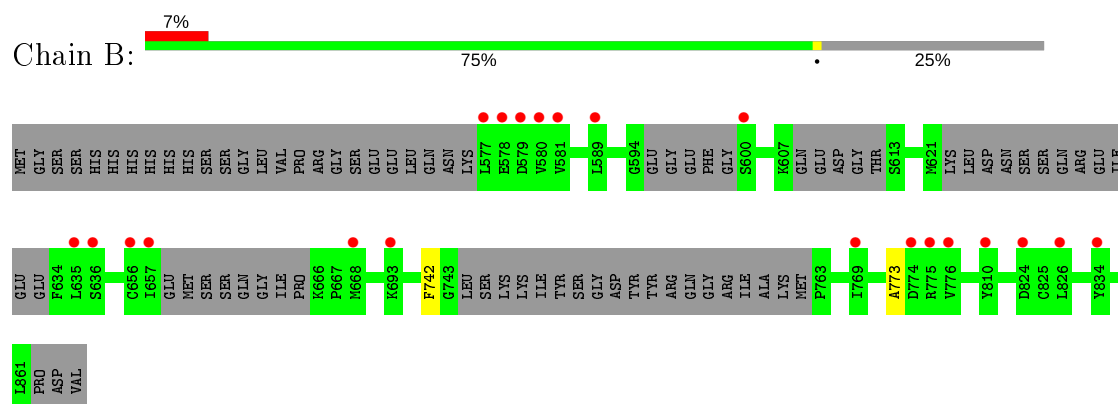 7%
Chain B:
75%
•
25%
MET GLY SER SER HIS HIS HIS HIS HIS HIS SER SER GLY LEU VAL PRO ARG GLY SER GLU GLU LEU GLN ASN LYS L577 E578 D579 V580 V581 L589 G594 GLU GLY GLU PHE GLY S600 K607 GLN GLU ASP GLY THR S613 M621 LYS LEU ASP ASN SER SER GLN ARG GLU ILE
GLU GLU F634 L635 S636 C656 I657 GLU MET SER SER GLN GLY ILE PRO K666 P667 M668 K693 F742 G743 LEU SER LYS LYS ILE TYR SER GLY ASP TYR TYR ARG GLN GLY ARG ILE ALA LYS MET P763 I769 A773 D774 R775 V776 Y810 D824 C825 L826 Y834
L861 PRO ASP VAL